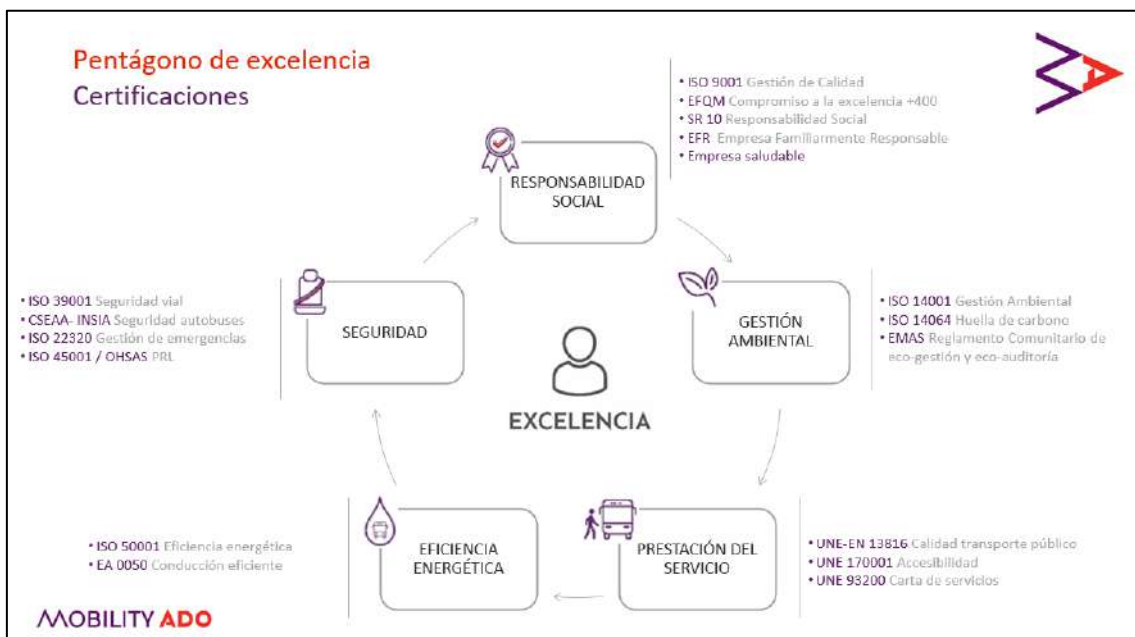 Pentágono de excelencia
Certificaciones
• ISO 9001 Gestión de Calidad
• EFQM Compromiso a la excelencia +400
• SR 10 Responsabilidad Social
• EFR Empresa Familiarmente Responsable
• Empresa saludable
RESPONSABILIDAD
SOCIAL
• ISO 39001 Seguridad vial
• CSEAA- INSIA Seguridad autobuses
• ISO 22320 Gestión de emergencias
• ISO 45001 / OHSAS PRL
SEGURIDAD
GESTIÓN
AMBIENTAL
• ISO 14001 Gestión Ambiental
• ISO 14064 Huella de carbono
• EMAS Reglamento Comunitario de
eco-gestión y eco-auditoría
EXCELENCIA
• ISO 50001 Eficiencia energética
• EA 0050 Conducción eficiente
EFICIENCIA
ENERGÉTICA
PRESTACIÓN DEL
SERVICIO
• UNE-EN 13816 Calidad transporte público
• UNE 170001 Accesibilidad
• UNE 93200 Carta de servicios
MOBILITY ADO